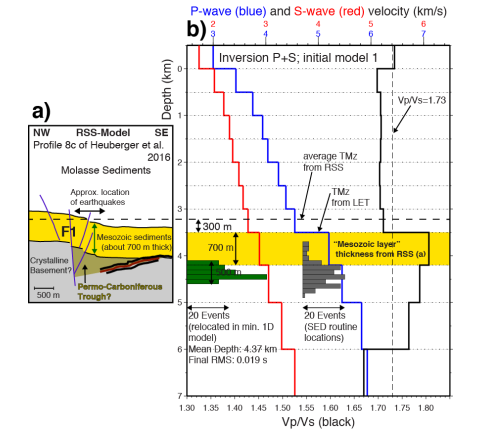 P-wave (blue) and S-wave (red) velocity (km/s)
2 3 4 5 6 7
3 4 5 6 7 8
b)
Inversion P+S; initial model 1
Depth (km)
0
1
2
3
4
5
6
7
Vp/Vs=1.73
average TMz
from RSS
TMz
from LET
300 m
700 m
500 m
"Mesozoic layer"
thickness from RSS (a)
20 Events
(relocated in min. 1D
model)
Mean Depth: 4.37 km
Final RMS: 0.019 s
20 Events
(SED routine
locations)
1.30 1.35 1.40 1.45 1.50 1.55 1.60 1.65 1.70 1.75 1.80
Vp/Vs (black)
a)
NW RSS-Model SE
Profile 8c of Heuberger et al.
2016
Molasse Sediments
Approx. location
of earthquakes
F1
Mesozoic sediments
(about 700 m thick)
Crystalline
Basement?
Permo-Carboniferous
Trough?
500 m